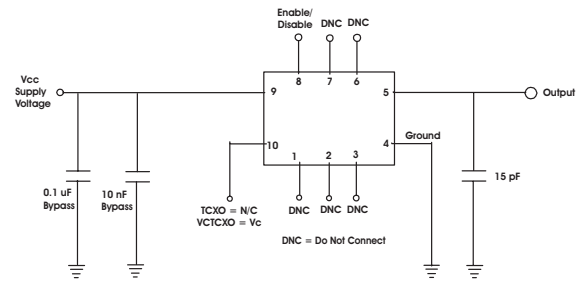 Enable/
Disable DNC DNC
8 7 6
Vcc
Supply
Voltage
9
5
Output
10
4
Ground
1 2 3
0.1 uF
Bypass
10 nF
Bypass
15 pF
TCXO = N/C
VCTCXO = Vc
DNC DNC DNC
DNC = Do Not Connect